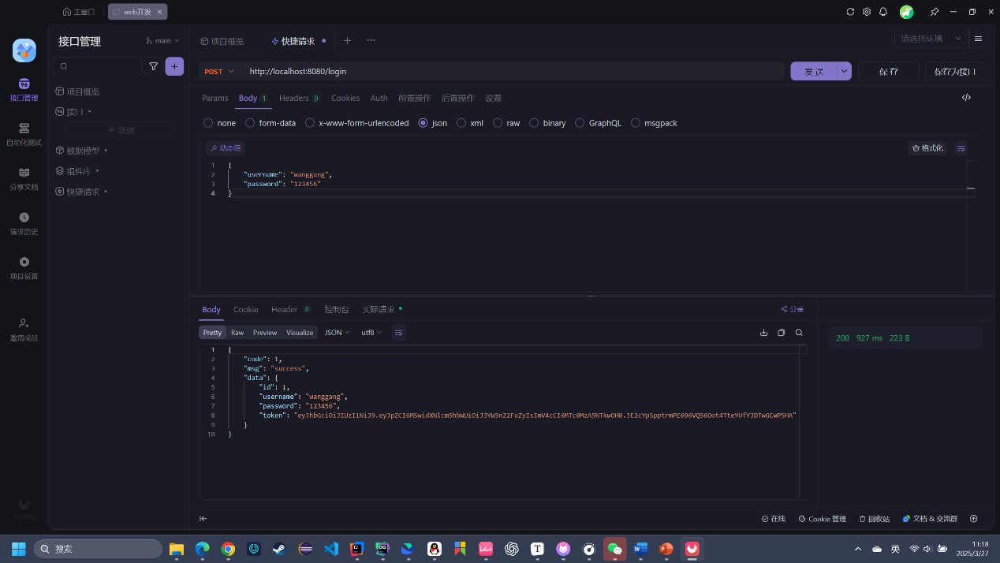 主窗口
web开发
接口管理
main
项目概览
快捷请求
请选择环境
POST
http://localhost:8080/login
发 送
保 存
保存为接口
接口管理
自动化测试
分享文档
请求历史
项目设置
邀请成员
Apifox
项目概览
接口
新建
数据模型
组件库
快捷请求
Params
Body 1
Headers 9
Cookies
Auth
前置操作
后置操作
设置
none
form-data
x-www-form-urlencoded
json
xml
raw
binary
GraphQL
msgpack
动态值
格式化
1 {
2 "username": "wanggang",
3 "password": "123456"
4 }
Body
Cookie
Header 8
控制台
实际请求
分享
Pretty
Raw
Preview
Visualize
JSON
utf8
200 927 ms 223 B
1 {
2 "code": 1,
3 "msg": "success",
4 "data": {
5 "id": 1,
6 "username": "wanggang",
7 "password": "123456",
8 "token": "eyJhbGciOiJIUzI1NiJ9.eyJpZCI6MSwidXNlcm5hbWUiOiJ3YW5nZ2FuZyIsImV4cCI6MTc0MzA5NTkwOH0.3E2cYpSpptrmPE696VQ56Oot4TteYUfYJDTwGCwP5HA"
9 }
10 }
在线
Cookie 管理
回收站
文档 & 交流群
搜索
英
13:18
2025/3/27